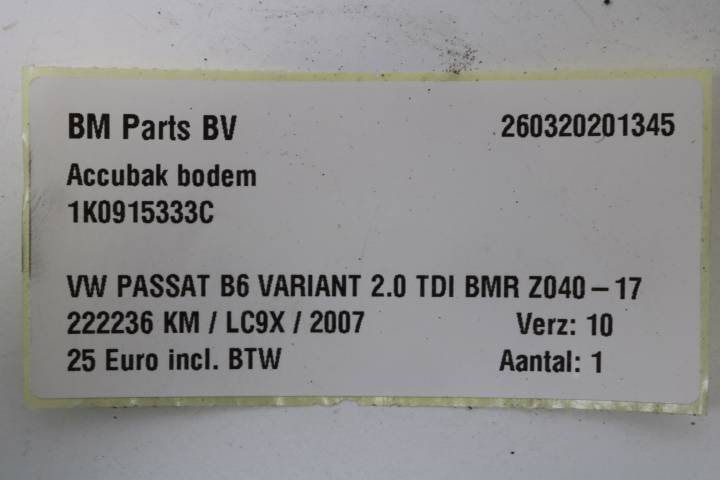 BM Parts BV 260320201345
Accubak bodem
1K0915333C
VW PASSAT B6 VARIANT 2.0 TDI BMR Z040-17
222236 KM / LC9X / 2007 Verz: 10
25 Euro incl. BTW Aantal: 1